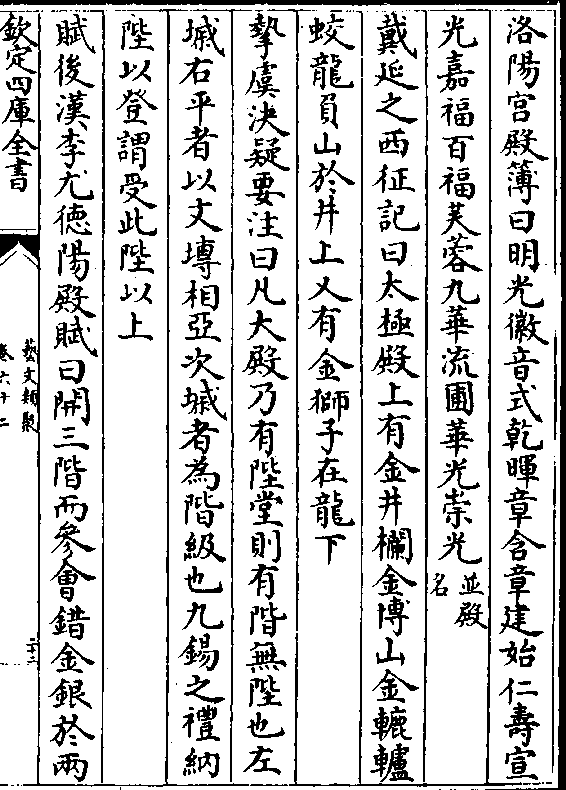 洛陽宮殿簿曰明光徽音式乾暉章含章建始仁壽宣
光嘉福百福芙蓉九華流圃華光崇光並殿名
戴延之西征記曰太極殿上有金井欄金博山金轆轤
蛟龍負山於井上又有金獅子在龍下
摯虞決疑要注曰凡大殿乃有陛堂則有階無陛也左
墄右平者以文塼相亞次墄者為階級也九錫之禮納
陛以登謂受此陛以上
賦後漢李尤德陽殿賦曰開三階而參會錯金銀於兩
欽定四庫全書
藝文類聚
卷六十二